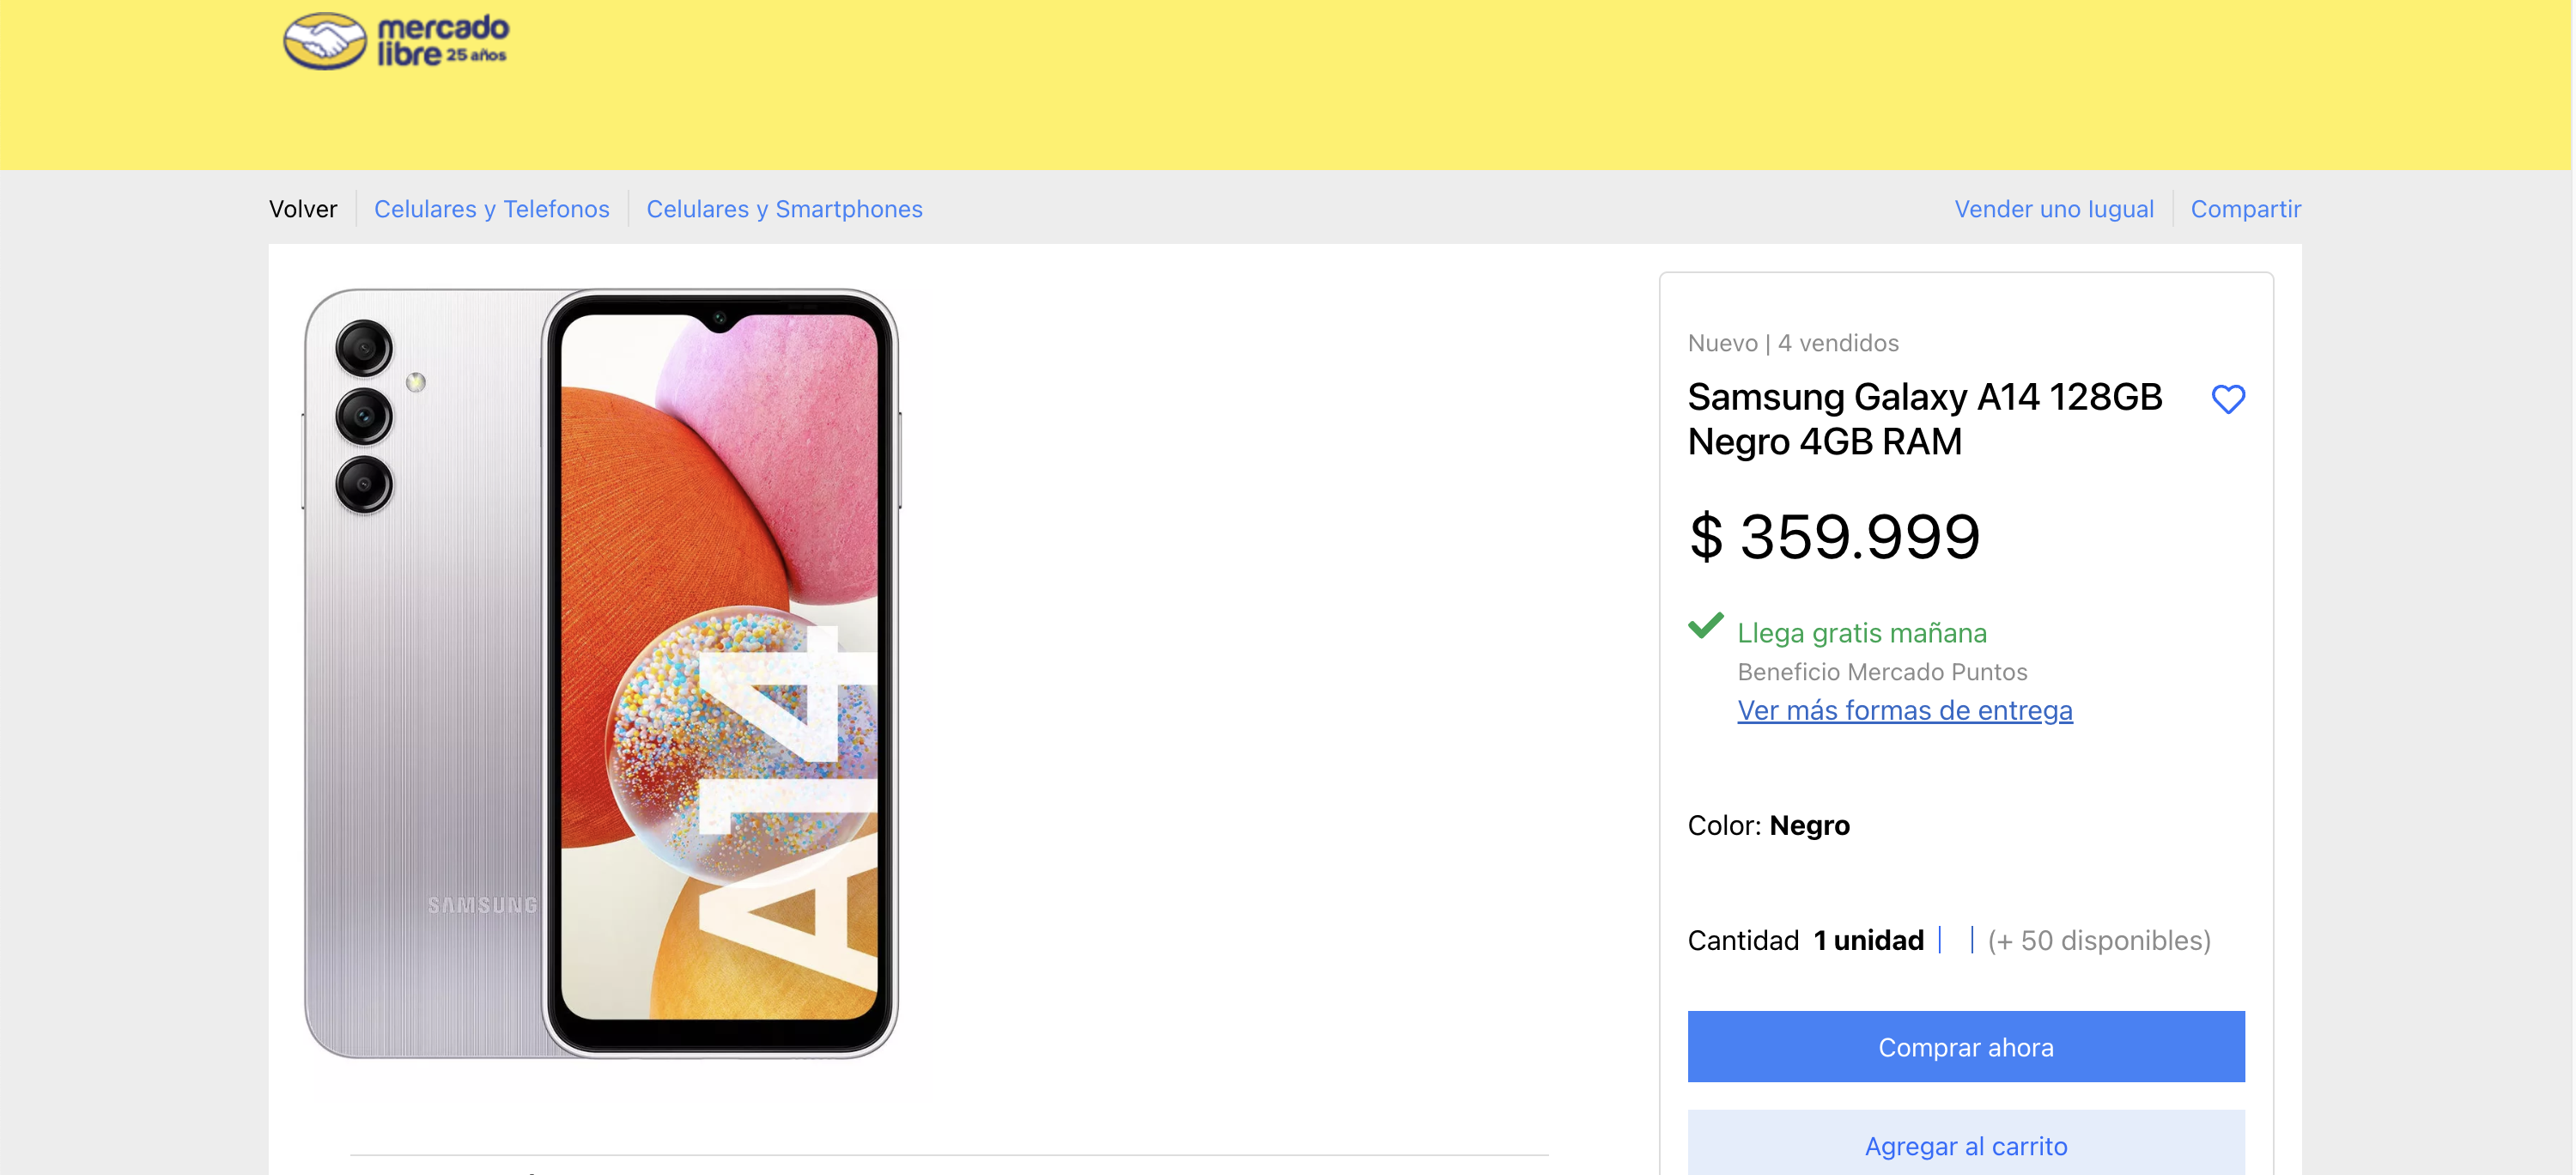 mercado
libre 25 años
Volver Celulares y Telefonos Celulares y Smartphones Vender uno lugual Compartir
SAMSUNG
A14
Nuevo | 4 vendidos
Samsung Galaxy A14 128GB
Negro 4GB RAM
$ 359.999
Llega gratis mañana
Beneficio Mercado Puntos
Ver más formas de entrega
Color: Negro
Cantidad 1 unidad | | (+ 50 disponibles)
Comprar ahora
Agregar al carrito